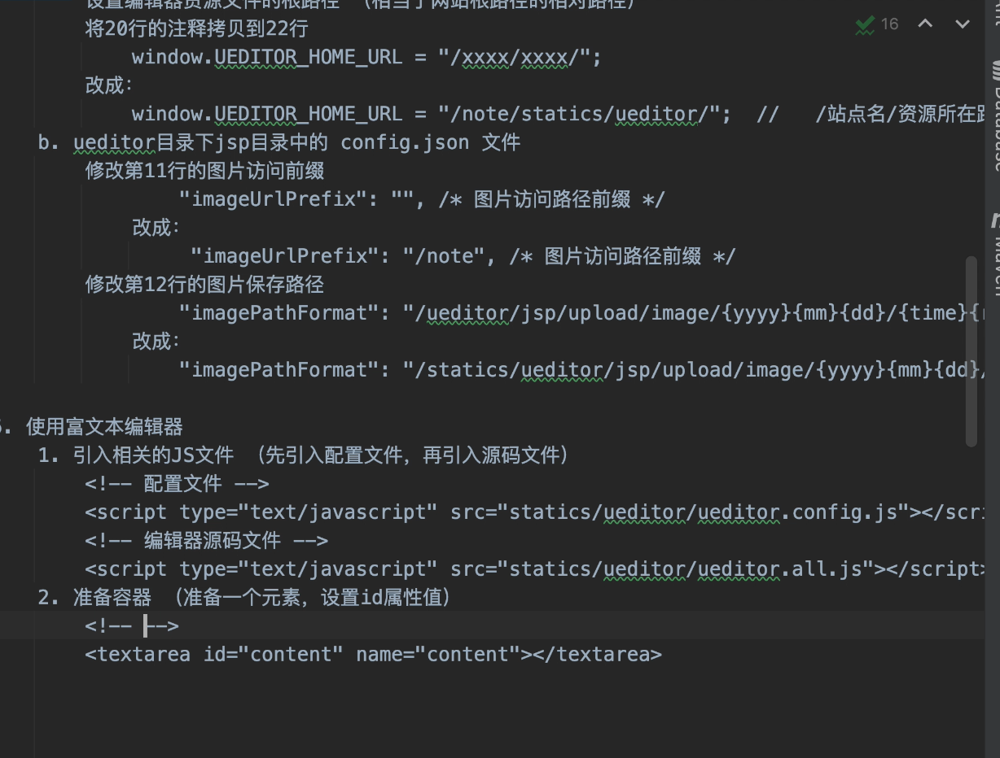 设置编辑器资源文件的根路径 （相当于网站根路径的相对路径）
将20行的注释拷贝到22行
window.UEDITOR_HOME_URL = "/xxxx/xxxx/";
改成：
window.UEDITOR_HOME_URL = "/note/statics/ueditor/"; // /站点名/资源所在路
b. ueditor目录下jsp目录中的 config.json 文件
修改第11行的图片访问前缀
"imageUrlPrefix": "", /* 图片访问路径前缀 */
改成：
"imageUrlPrefix": "/note", /* 图片访问路径前缀 */
修改第12行的图片保存路径
"imagePathFormat": "/ueditor/jsp/upload/image/{yyyy}{mm}{dd}/{time}{
改成：
"imagePathFormat": "/statics/ueditor/jsp/upload/image/{yyyy}{mm}{dd}/
. 使用富文本编辑器
1. 引入相关的JS文件 （先引入配置文件，再引入源码文件）
<!-- 配置文件 -->
<script type="text/javascript" src="statics/ueditor/ueditor.config.js"></scri
<!-- 编辑器源码文件 -->
<script type="text/javascript" src="statics/ueditor/ueditor.all.js"></script>
2. 准备容器 （准备一个元素，设置id属性值）
<!-- -->
<textarea id="content" name="content"></textarea>
16
Database
Maven